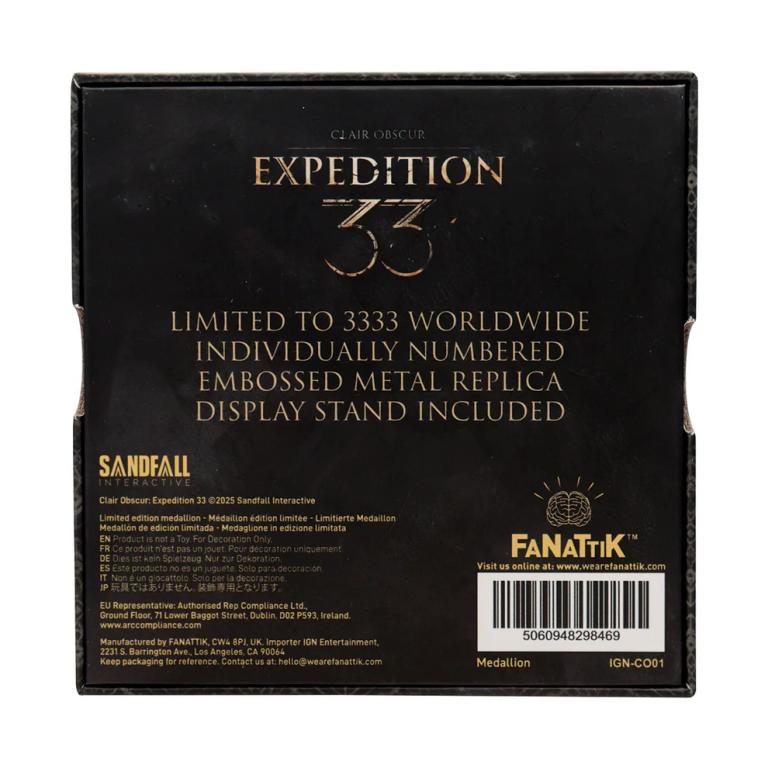 CLAIR OBSCUR
EXPEDITION
33
LIMITED TO 3333 WORLDWIDE
INDIVIDUALLY NUMBERED
EMBOSSED METAL REPLICA
DISPLAY STAND INCLUDED
SANDFALL
INTERACTIVE
Clair Obscur: Expedition 33 ©2025 Sandfall Interactive
Limited edition medallion - Médaillon édition limitée - Limitierte Medaillon
Medallón de edición limitada - Medaglione in edizione limitata
EN Product is not a Toy. For Decoration Only.
FR Ce produit n'est pas un jouet. Pour décoration uniquement.
DE Dies ist kein Spielzeug. Nur zur Dekoration.
ES Este producto no es un juguete. Solo para decoración.
IT Non è un giocattolo. Solo per la decorazione.
JP 玩具ではありません。装飾専用となります。
EU Representative: Authorised Rep Compliance Ltd.,
Ground Floor, 71 Lower Baggot Street, Dublin, D02 P593, Ireland.
www.arccompliance.com
Manufactured by FANATTIK, CW4 8PJ, UK. Importer IGN Entertainment,
2231 S. Barrington Ave., Los Angeles, CA 90064
Keep packaging for reference. Contact us at: hello@wearefanattik.com
FANATTIK™
Visit us online at: www.wearefanattik.com
5060948298469
Medallion IGN-CO01